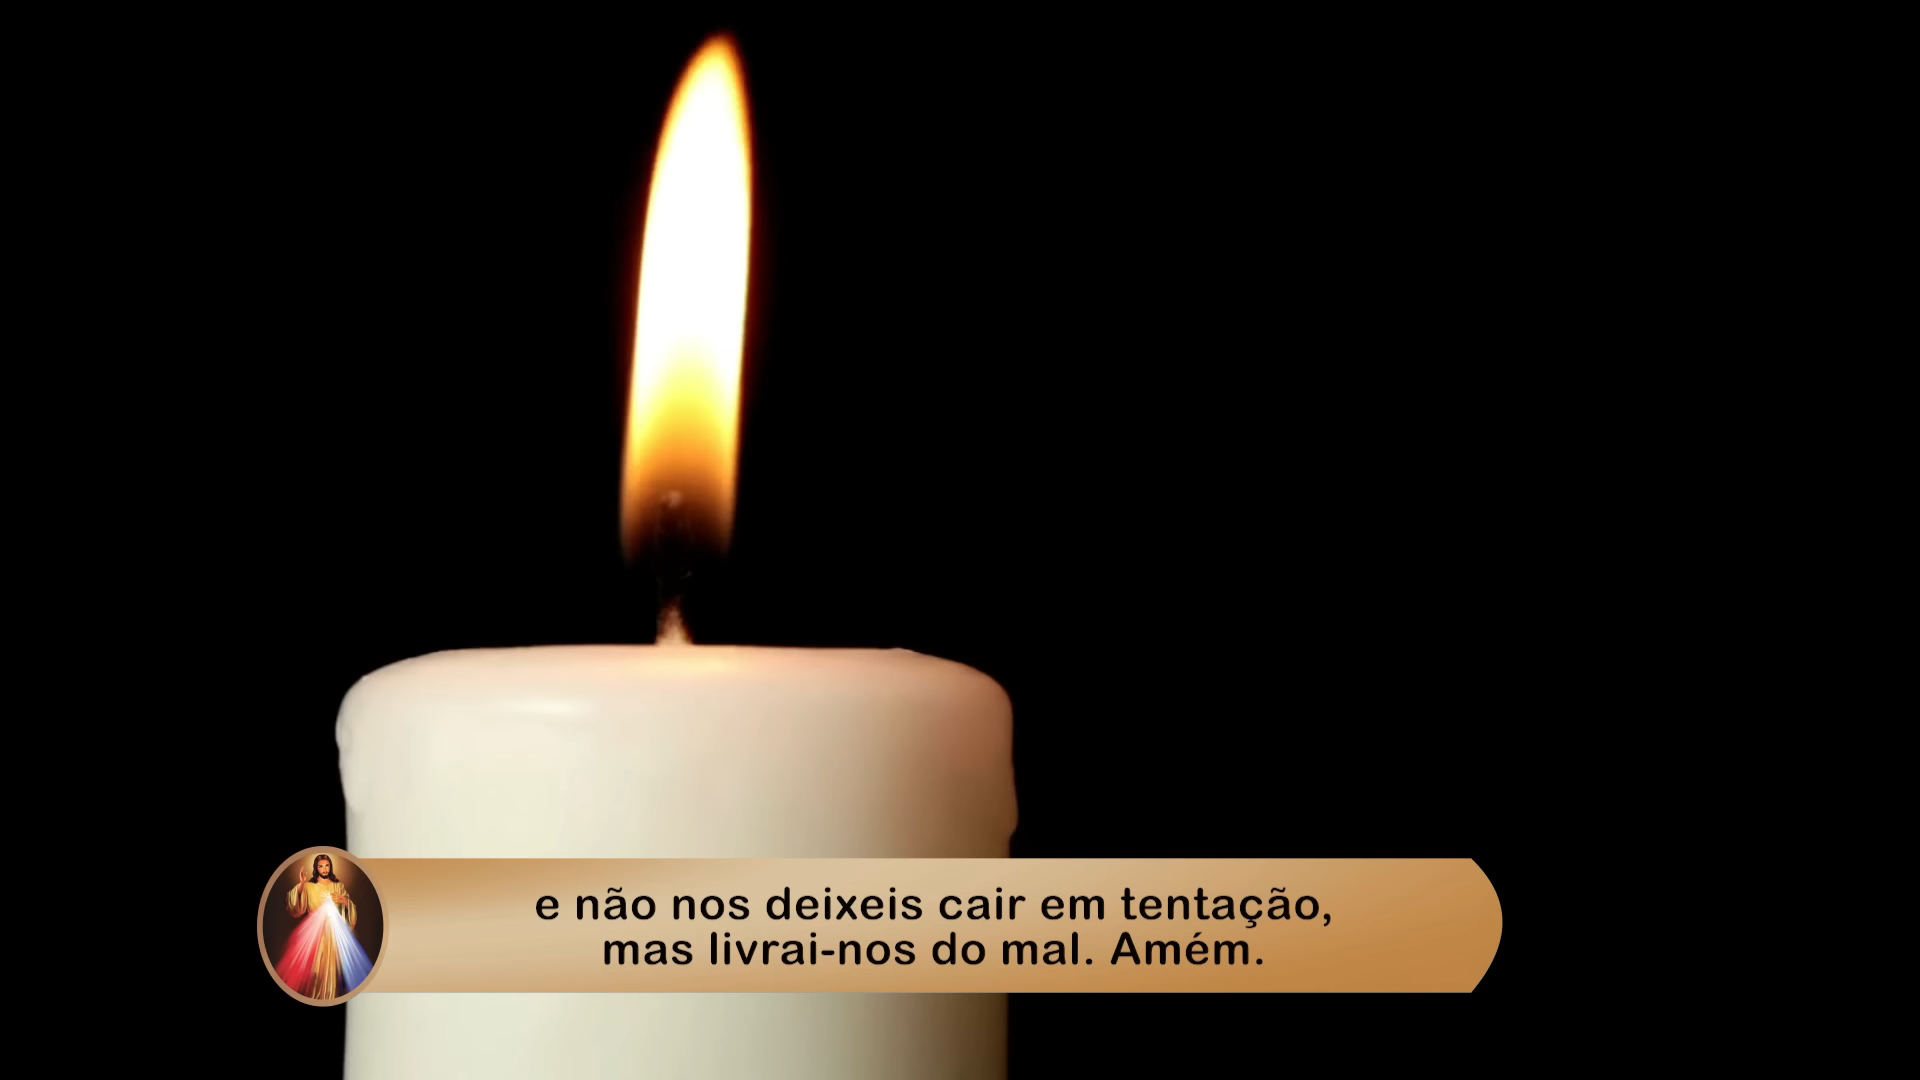 e não nos deixeis cair em tentação,
mas livrai-nos do mal. Amém.